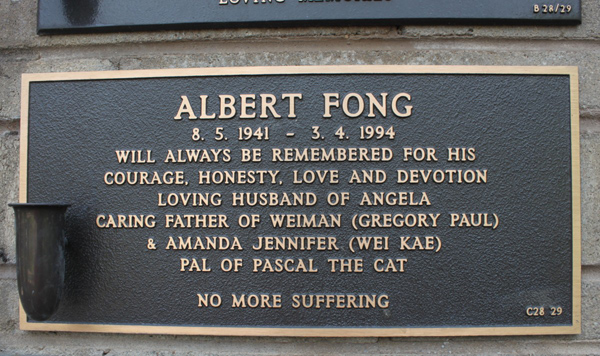 B 28/29
ALBERT FONG
8. 5. 1941 - 3. 4. 1994
WILL ALWAYS BE REMEMBERED FOR HIS
COURAGE, HONESTY, LOVE AND DEVOTION
LOVING HUSBAND OF ANGELA
CARING FATHER OF WEIMAN (GREGORY PAUL)
& AMANDA JENNIFER (WEI KAE)
PAL OF PASCAL THE CAT
NO MORE SUFFERING
C28 29